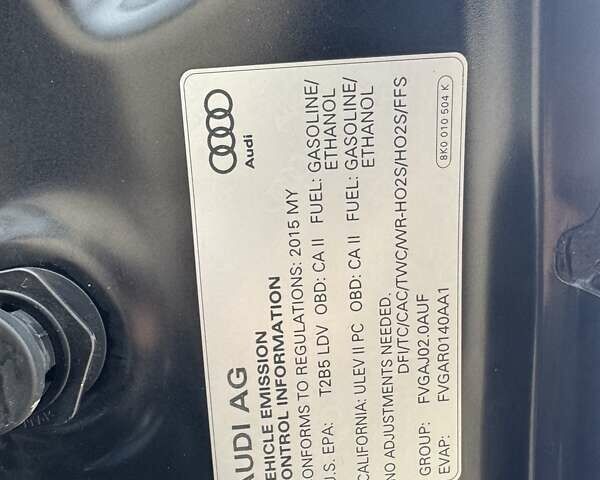 Audi
AUDI AG
VEHICLE EMISSION
CONTROL INFORMATION
CONFORMS TO REGULATIONS: 2015 MY
U.S. EPA: T2B5 LDV OBD: CA II FUEL: GASOLINE/
ETHANOL
CALIFORNIA: ULEV II PC OBD: CA II FUEL: GASOLINE/
ETHANOL
NO ADJUSTMENTS NEEDED.
DFI/TC/CAC/TWC/WR-HO2S/HO2S/FFS
GROUP: FVGAJ02.0AUF
EVAP: FVGAR0140AA1
8K0 010 504 K